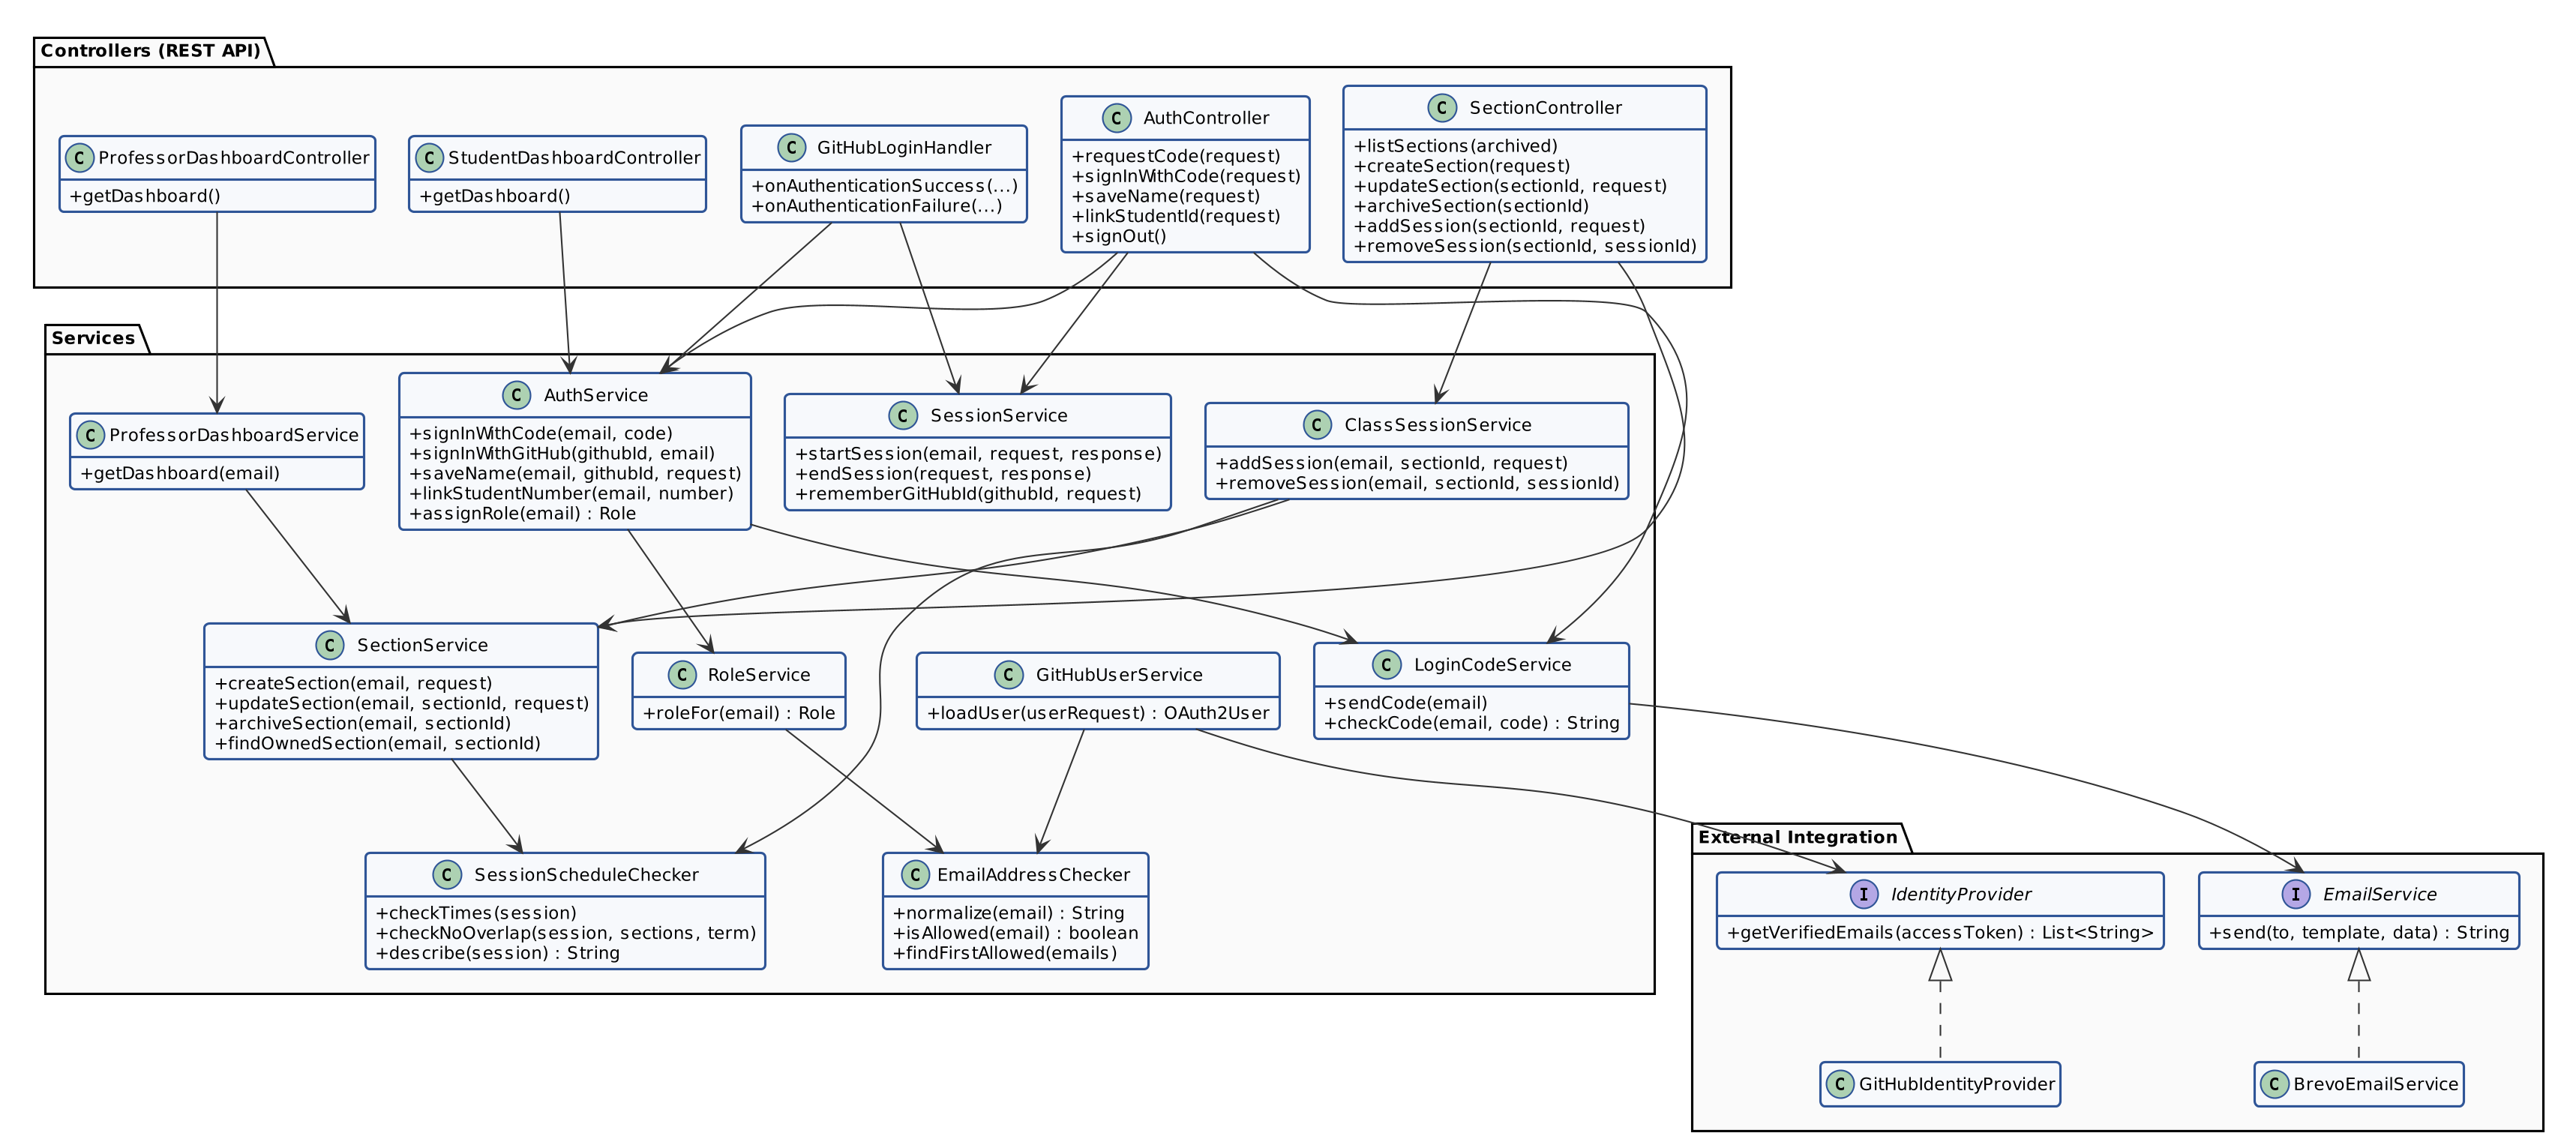 Controllers (REST API)
C ProfessorDashboardController
+getDashboard()
C StudentDashboardController
+getDashboard()
C GitHubLoginHandler
+onAuthenticationSuccess(...)
+onAuthenticationFailure(...)
C AuthController
+requestCode(request)
+signInWithCode(request)
+saveName(request)
+linkStudentId(request)
+signOut()
C SectionController
+listSections(archived)
+createSection(request)
+updateSection(sectionId, request)
+archiveSection(sectionId)
+addSession(sectionId, request)
+removeSession(sectionId, sessionId)
Services
C ProfessorDashboardService
+getDashboard(email)
C AuthService
+signInWithCode(email, code)
+signInWithGitHub(githubId, email)
+saveName(email, githubId, request)
+linkStudentNumber(email, number)
+assignRole(email) : Role
C SessionService
+startSession(email, request, response)
+endSession(request, response)
+rememberGitHubId(githubId, request)
C ClassSessionService
+addSession(email, sectionId, request)
+removeSession(email, sectionId, sessionId)
C SectionService
+createSection(email, request)
+updateSection(email, sectionId, request)
+archiveSection(email, sectionId)
+findOwnedSection(email, sectionId)
C RoleService
+roleFor(email) : Role
C GitHubUserService
+loadUser(userRequest) : OAuth2User
C LoginCodeService
+sendCode(email)
+checkCode(email, code) : String
C SessionScheduleChecker
+checkTimes(session)
+checkNoOverlap(session, sections, term)
+describe(session) : String
C EmailAddressChecker
+normalize(email) : String
+isAllowed(email) : boolean
+findFirstAllowed(emails)
External Integration
I IdentityProvider
+getVerifiedEmails(accessToken) : List<String>
I EmailService
+send(to, template, data) : String
C GitHubIdentityProvider
C BrevoEmailService